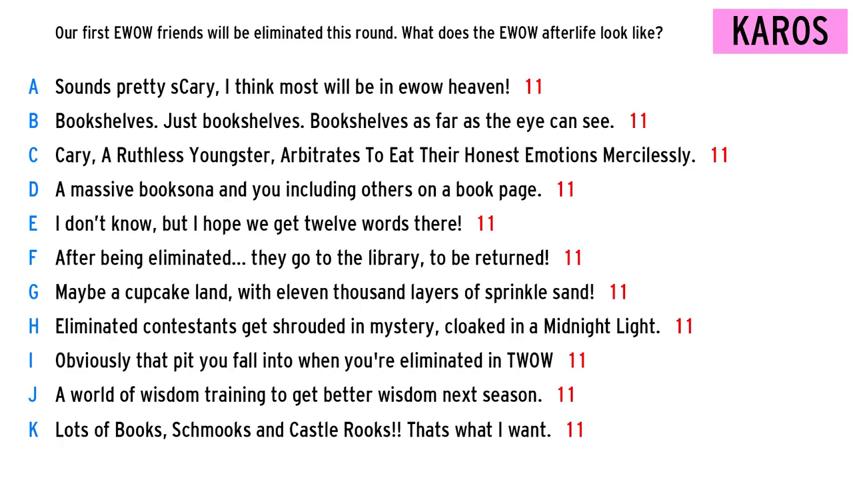 Our first EWOW friends will be eliminated this round. What does the EWOW afterlife look like?
KAROS
A Sounds pretty sCary, I think most will be in ewow heaven! 11
B Bookshelves. Just bookshelves. Bookshelves as far as the eye can see. 11
C Cary, A Ruthless Youngster, Arbitrates To Eat Their Honest Emotions Mercilessly. 11
D A massive booksona and you including others on a book page. 11
E I don’t know, but I hope we get twelve words there! 11
F After being eliminated... they go to the library, to be returned! 11
G Maybe a cupcake land, with eleven thousand layers of sprinkle sand! 11
H Eliminated contestants get shrouded in mystery, cloaked in a Midnight Light. 11
I Obviously that pit you fall into when you're eliminated in TWOW 11
J A world of wisdom training to get better wisdom next season. 11
K Lots of Books, Schmooks and Castle Rooks!! Thats what I want. 11